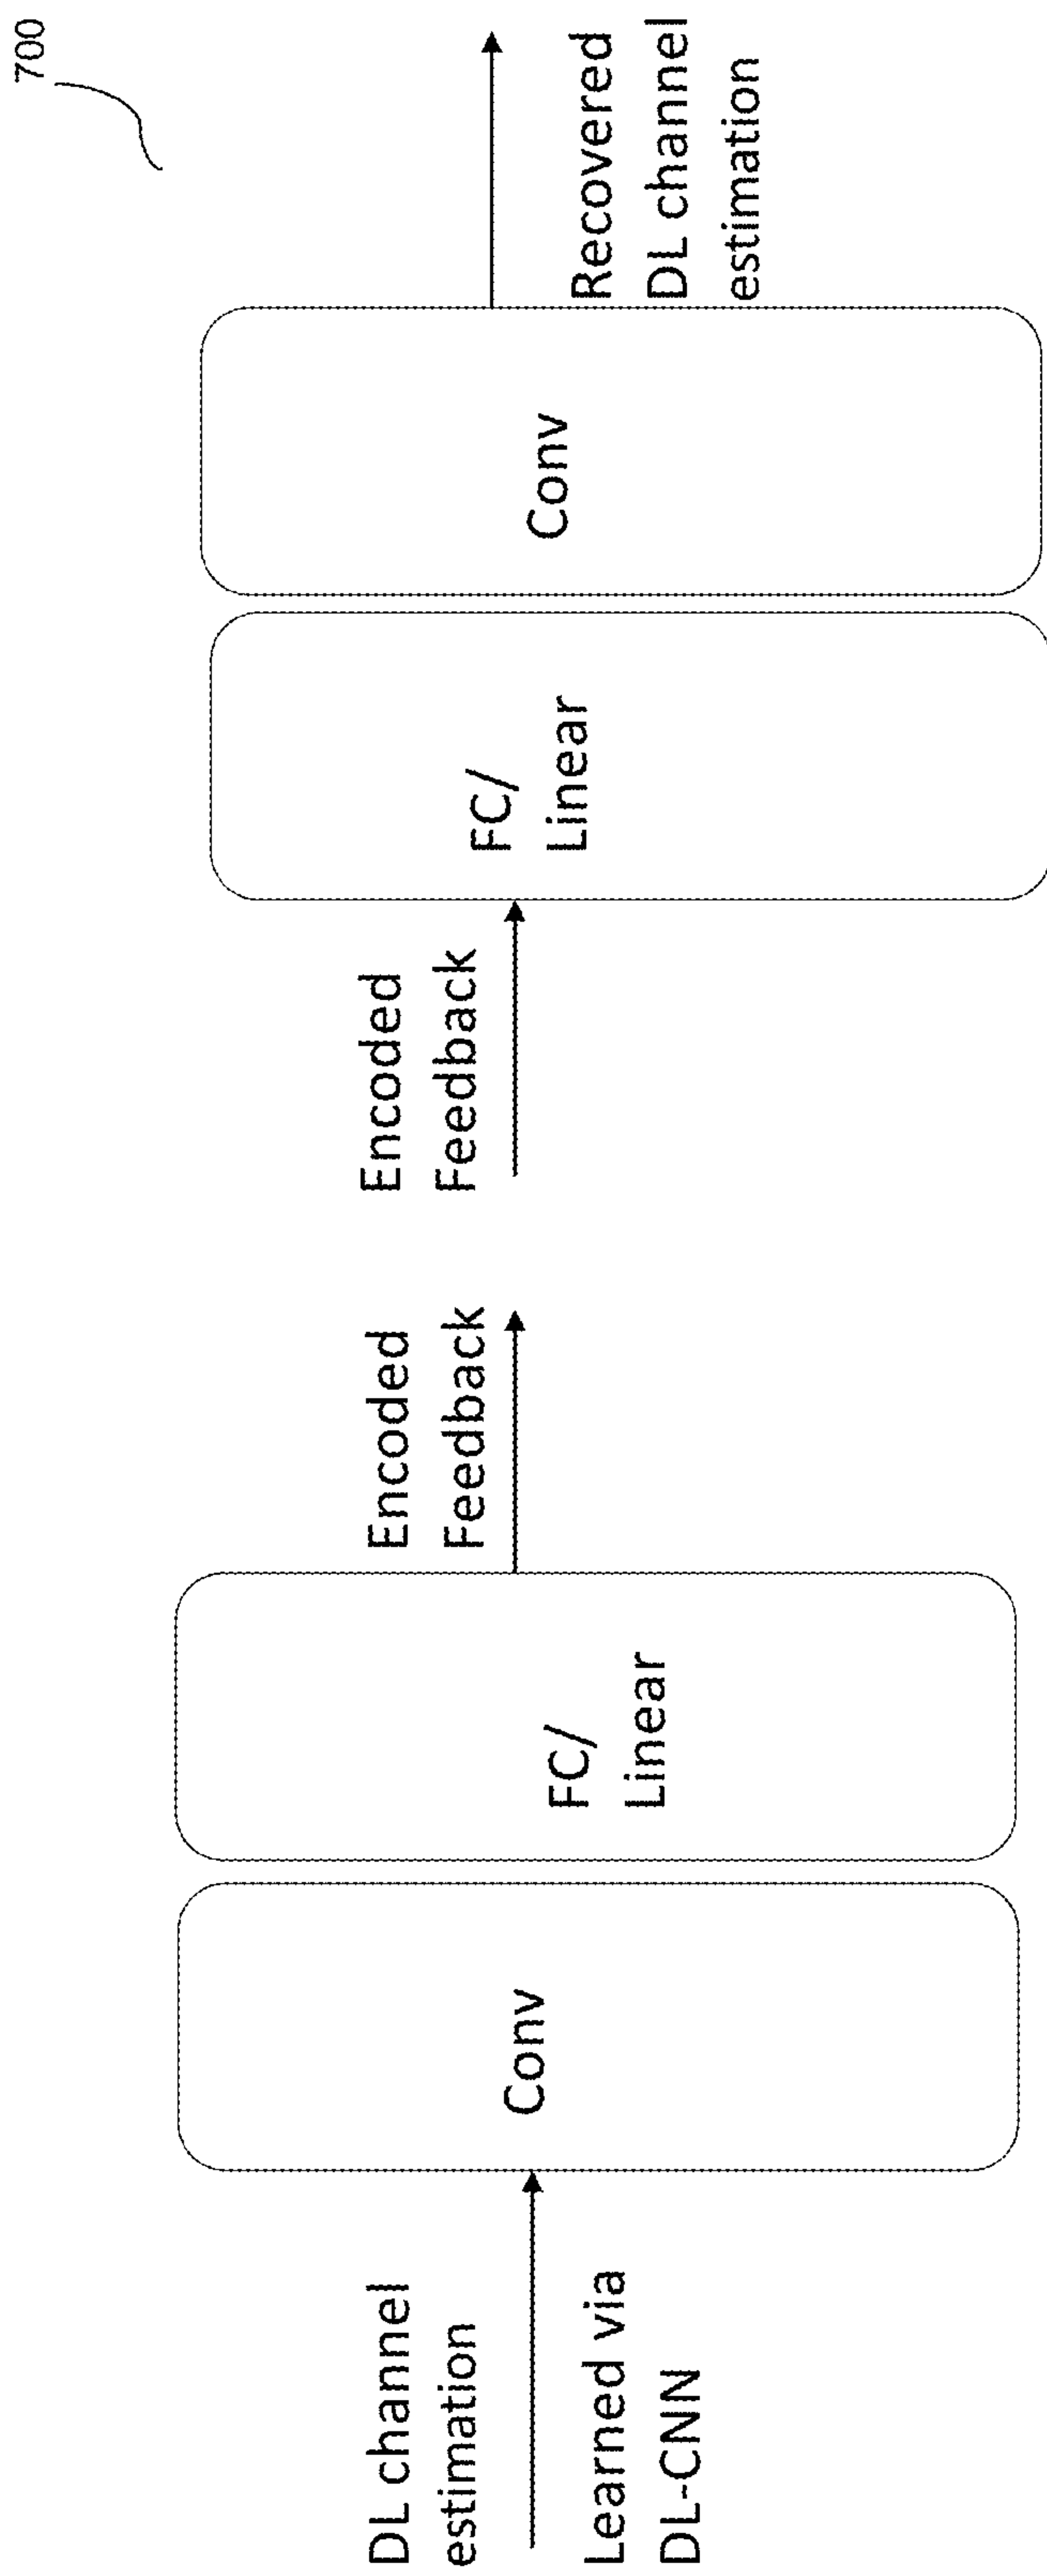 700
DL channel
estimation
Learned via
DL-CNN
Conv
FC/
Linear
Encoded
Feedback
Encoded
Feedback
FC/
Linear
Conv
Recovered
DL channel
estimation